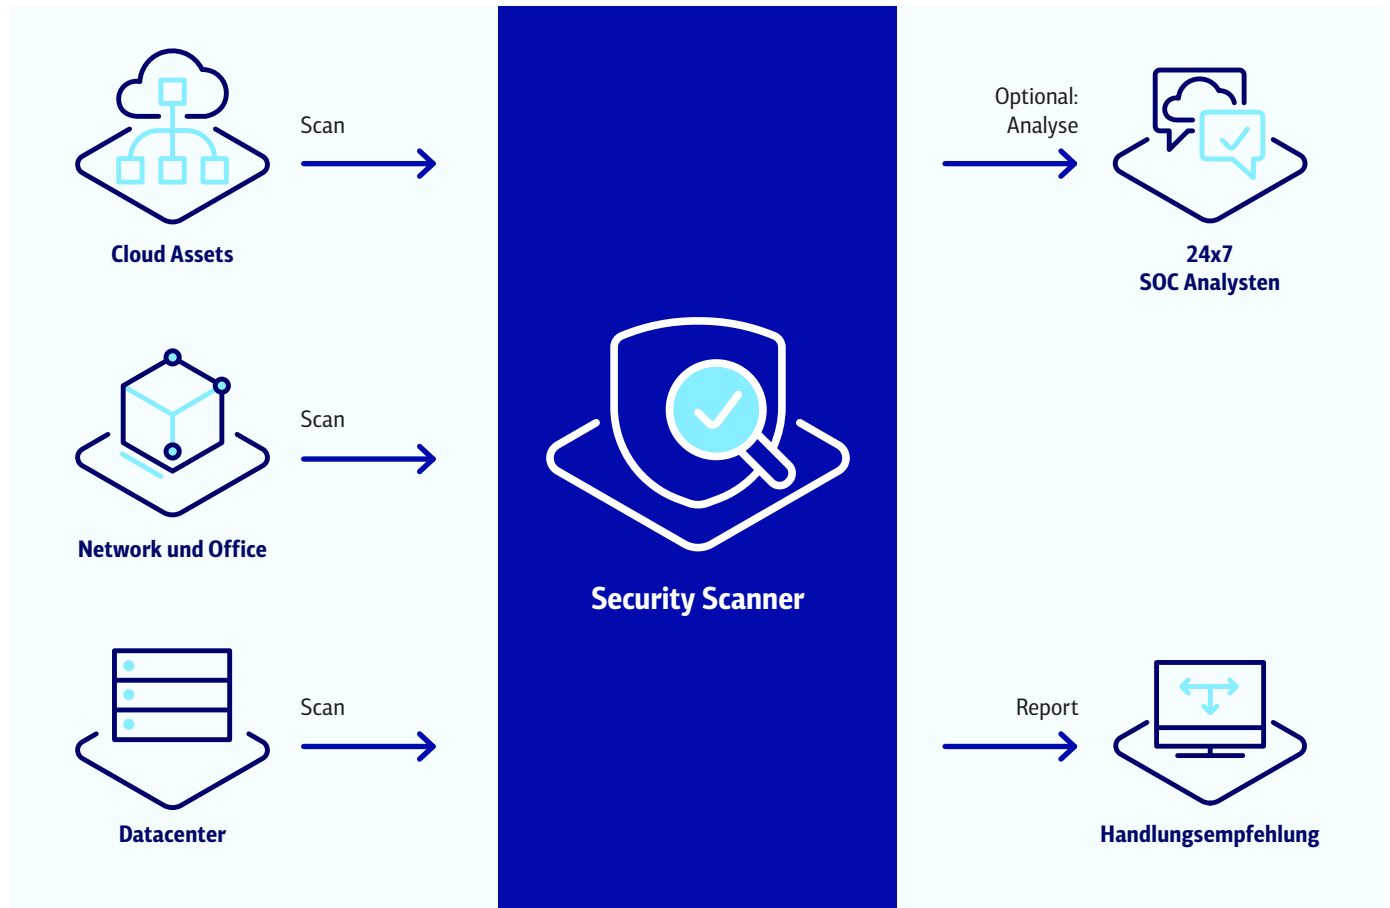 Scan
Cloud Assets
Scan
Network und Office
Scan
Datacenter
Security Scanner
Optional:
Analyse
24x7
SOC Analysten
Report
Handlungsempfehlung